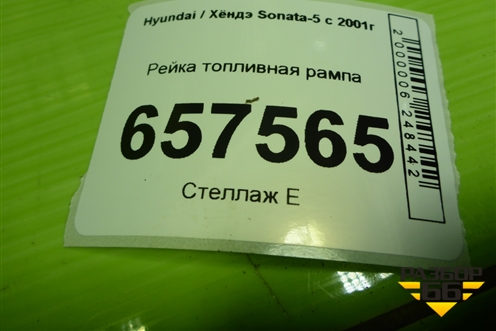 Hyundai / Хёндэ Sonata-5 с 2001г
Рейка топливная рампа
657565
Стеллаж Е
2000006248442
РАЗБОР
66